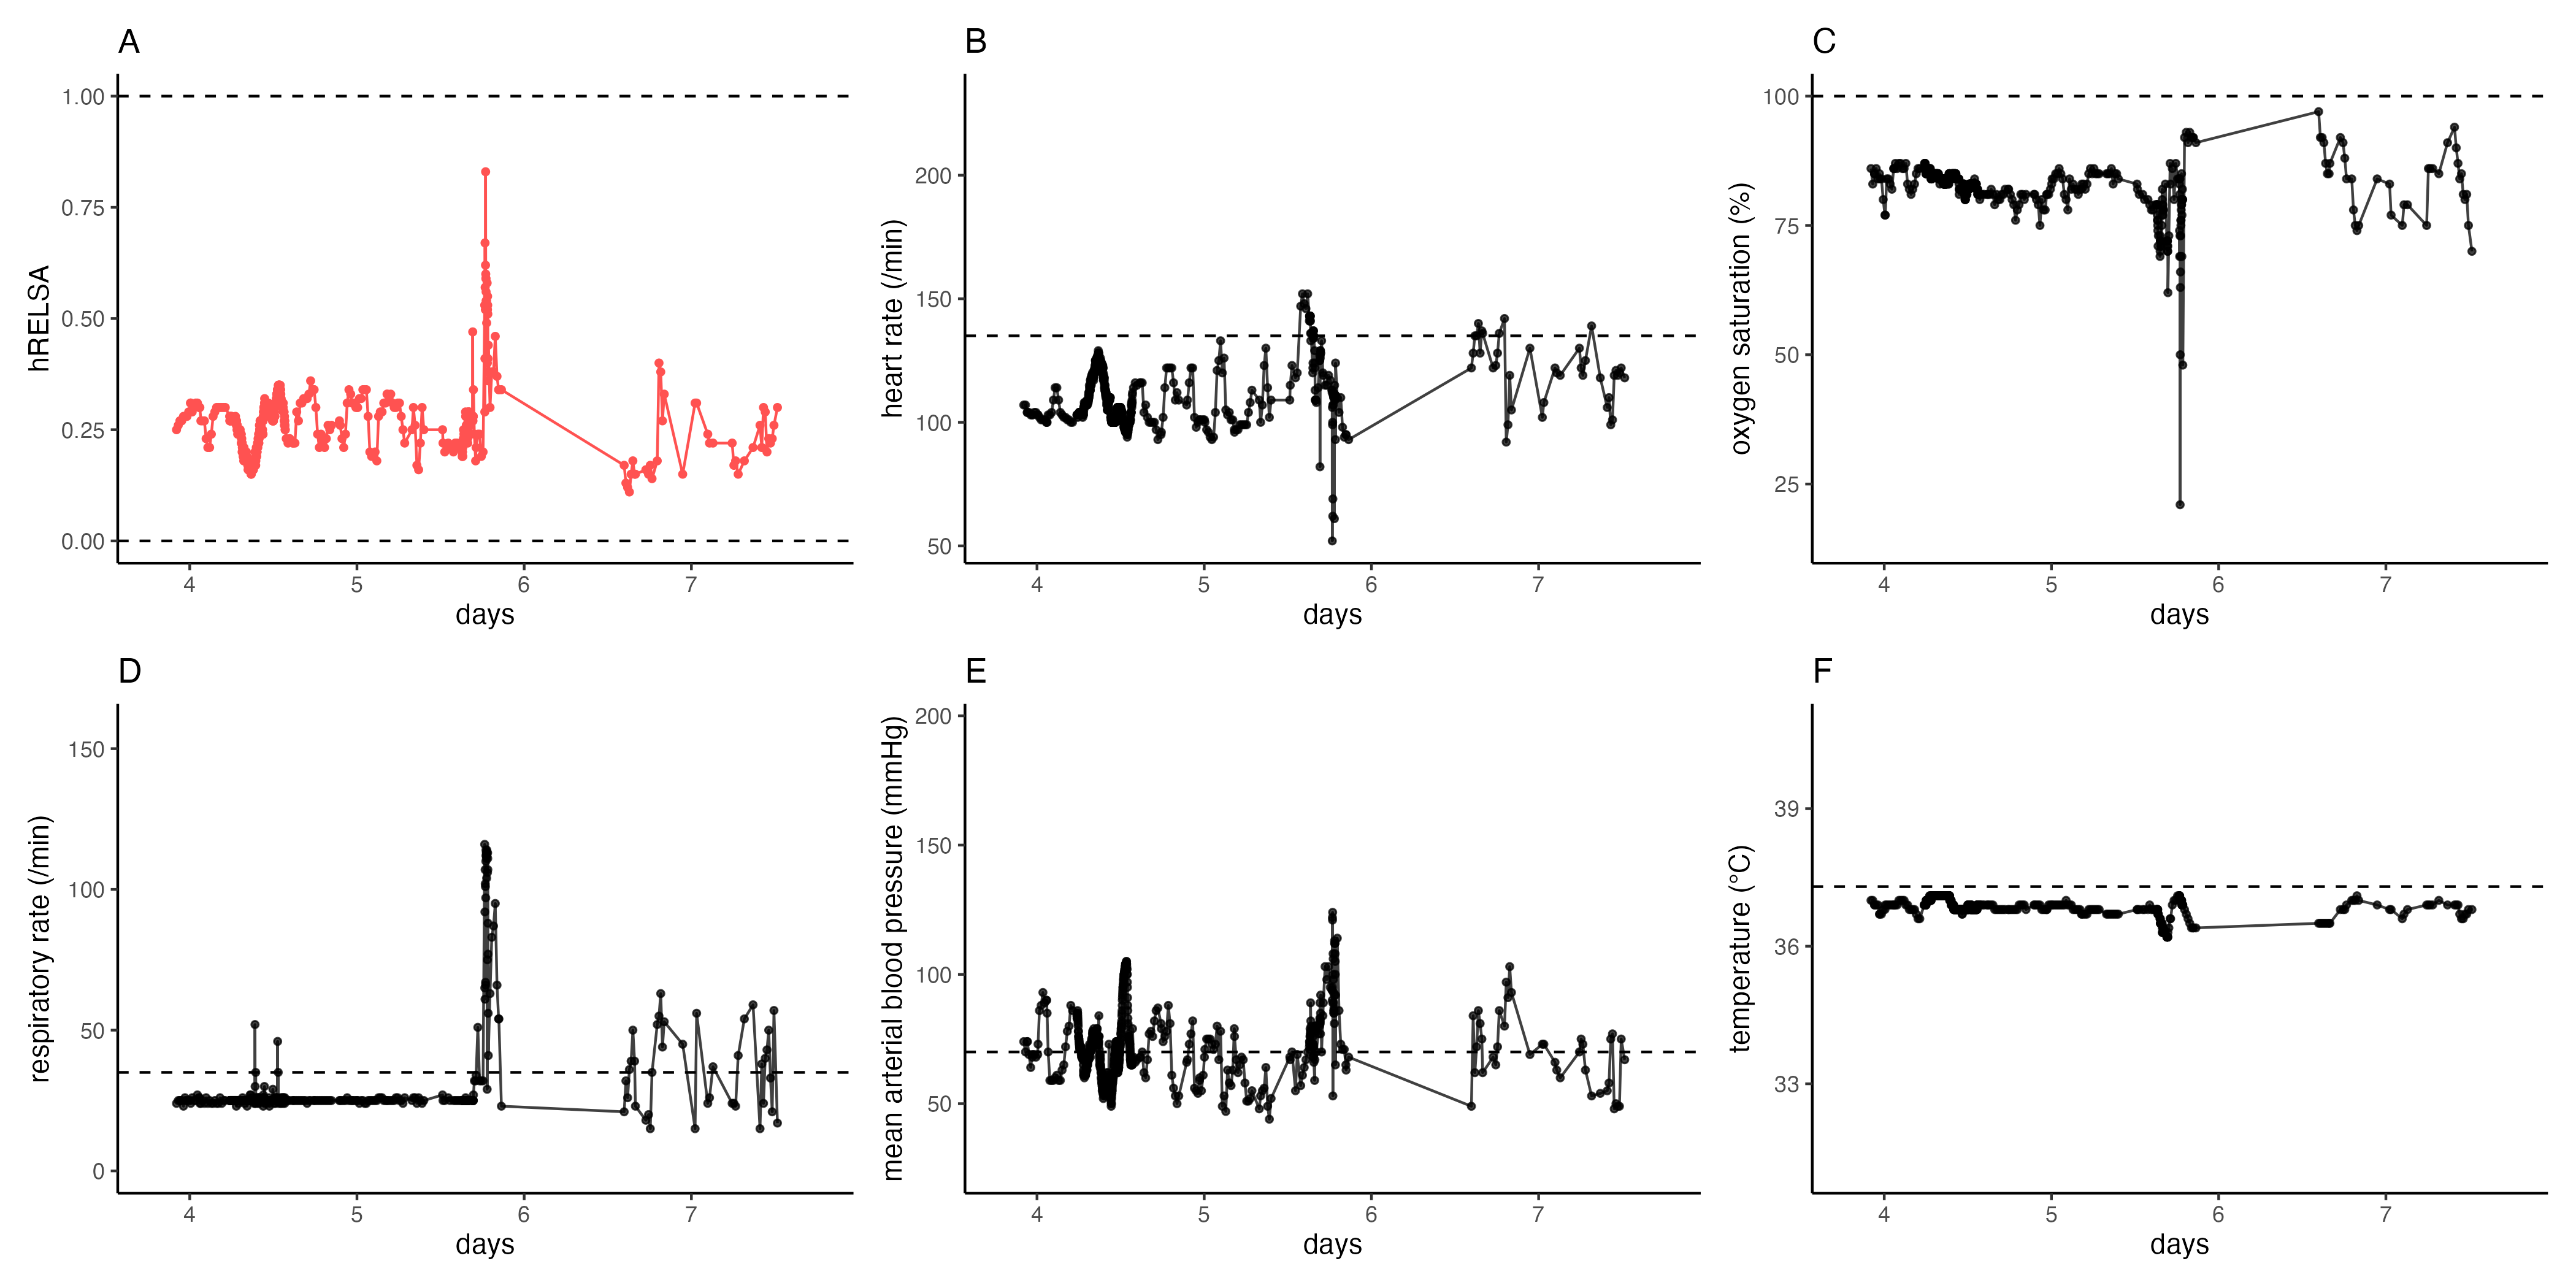 A
hRELSA
1.00
0.75
0.50
0.25
0.00
4 5 6 7
days
B
heart rate (/min)
200
150
100
50
4 5 6 7
days
C
oxygen saturation (%)
100
75
50
25
4 5 6 7
days
D
respiratory rate (/min)
150
100
50
0
4 5 6 7
days
E
mean arterial blood pressure (mmHg)
200
150
100
50
4 5 6 7
days
F
temperature (°C)
39
36
33
4 5 6 7
days